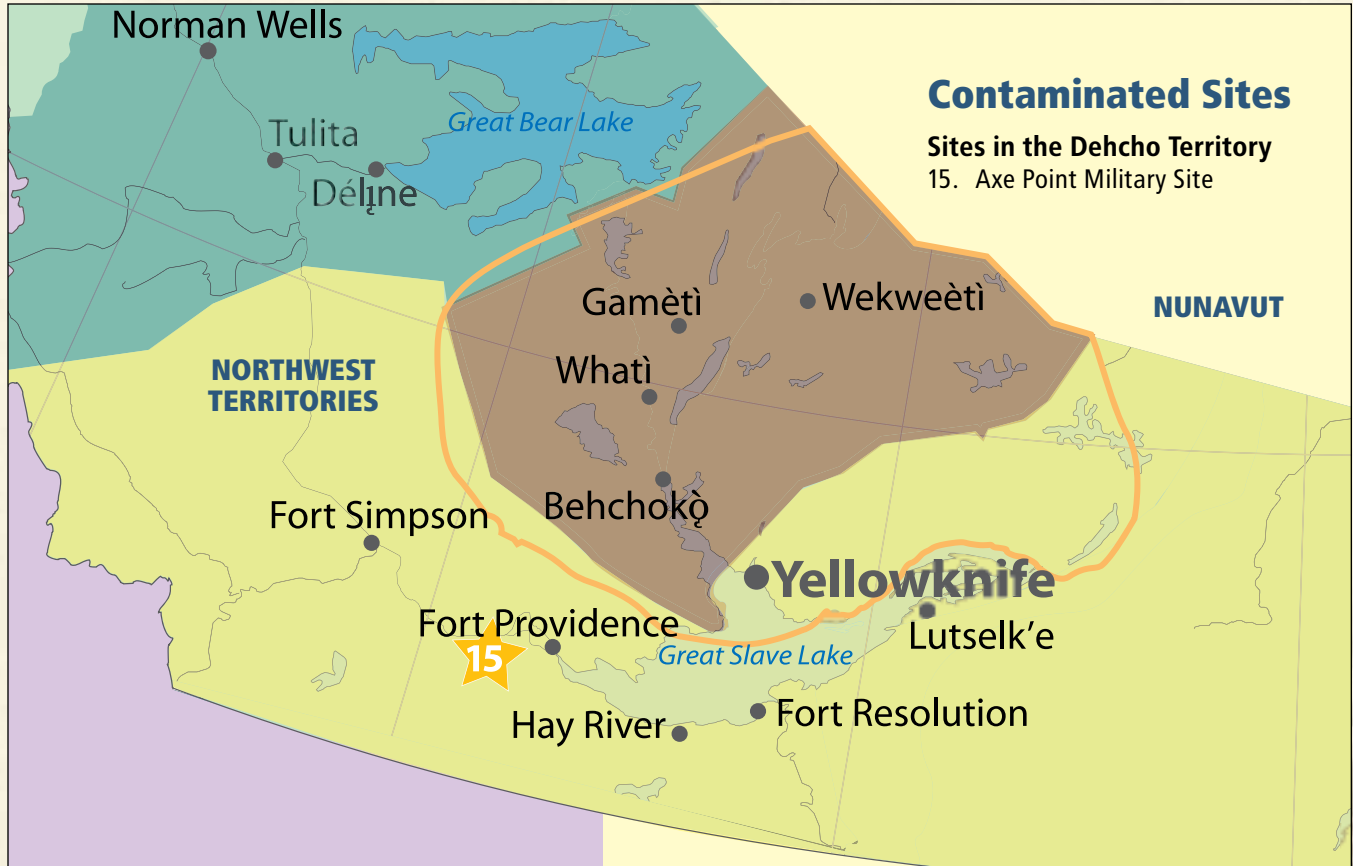 Norman Wells
Contaminated Sites
Great Bear Lake
Tulita
Sites in the Dehcho Territory
15. Axe Point Military Site
Délı̨ne
Gamètì
Wekweètì
NUNAVUT
Whatì
NORTHWEST
TERRITORIES
Behchokǫ̀
Fort Simpson
Yellowknife
Fort Providence
Lutselk’e
15
Great Slave Lake
Hay River
Fort Resolution